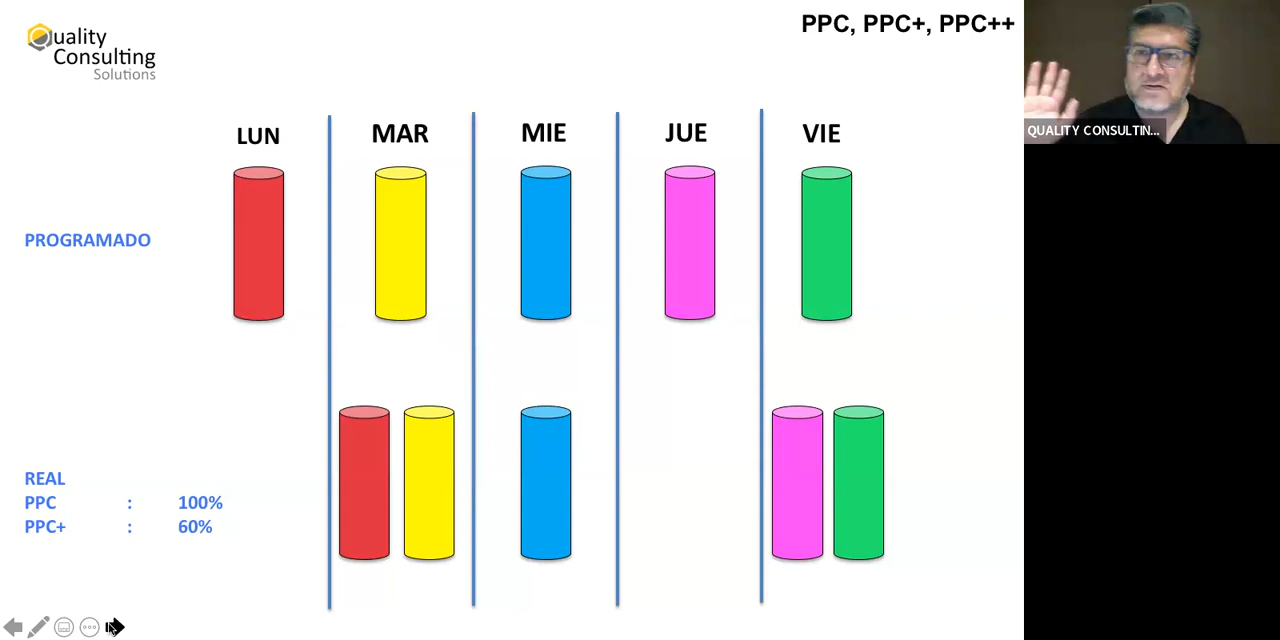 Quality
Consulting
Solutions
PPC, PPC+, PPC++
QUALITY CONSULTIN...
LUN MAR MIE JUE VIE
PROGRAMADO
REAL
PPC : 100%
PPC+ : 60%